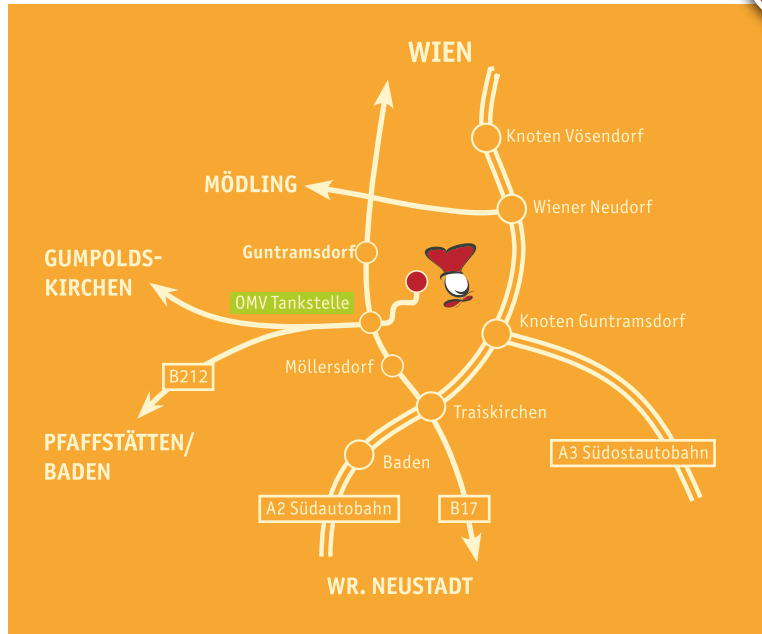 WIEN
Knoten Vösendorf
MÖDLING
Wiener Neudorf
Guntramsdorf
GUMPOLDS-
KIRCHEN
OMV Tankstelle
Knoten Guntramsdorf
Möllersdorf
B212
Traiskirchen
PFAFFSTÄTTEN/
BADEN
Baden
A3 Südostautobahn
A2 Südautobahn
B17
WR. NEUSTADT